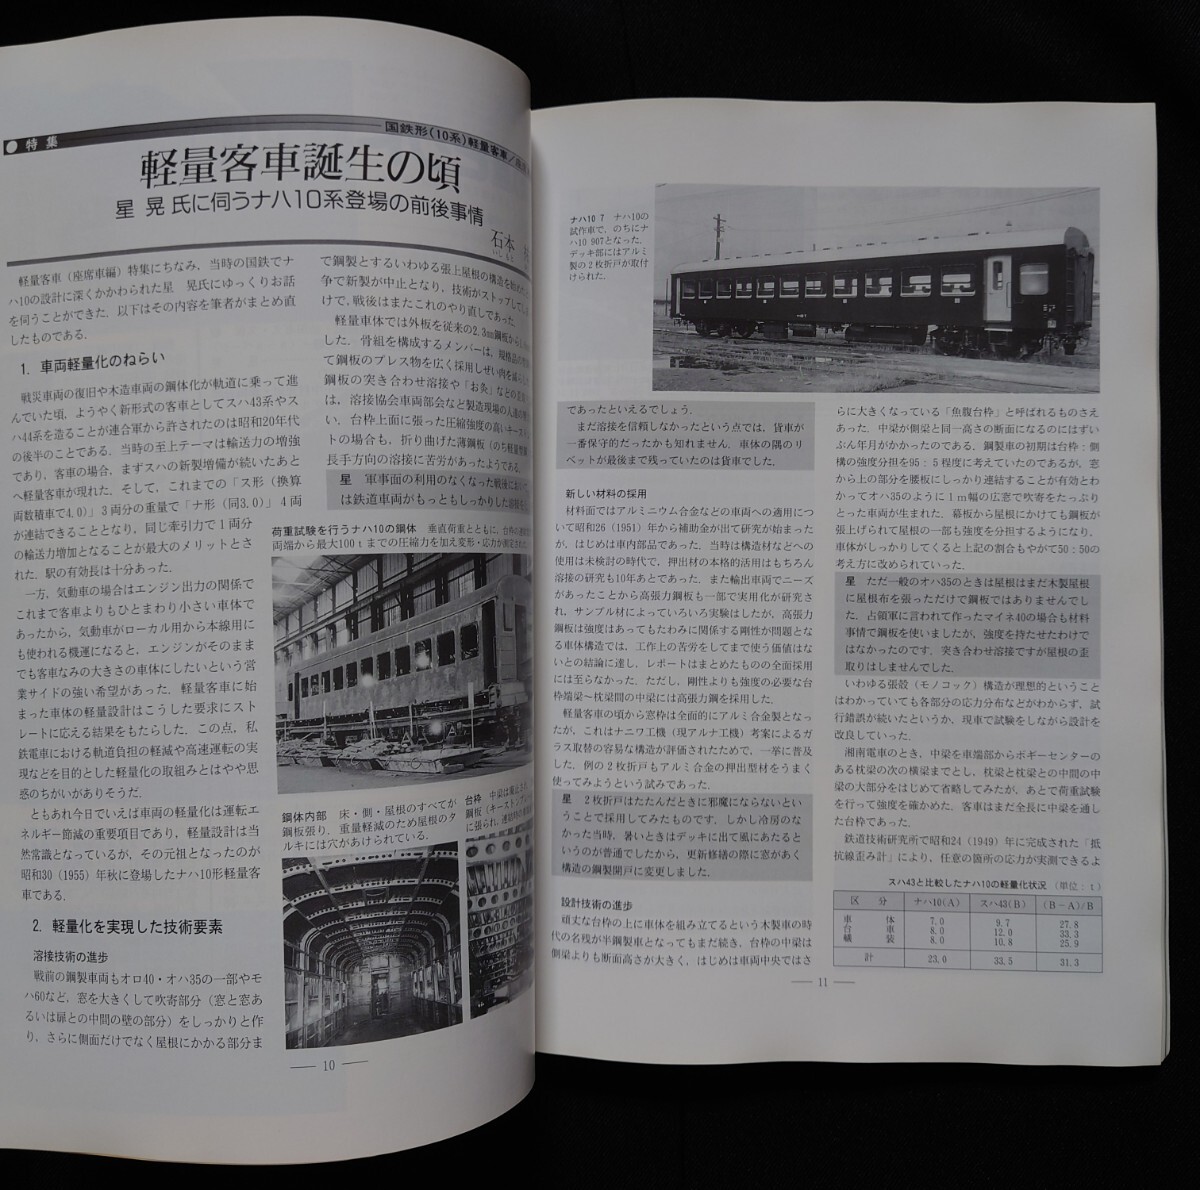 ●特集
国鉄形(10系)軽量客車／
軽量客車誕生の頃
星 晃 氏に伺うナハ10系登場の前後事情
石本
いしもと
軽量客車（座席車編）特集にちなみ，当時の国鉄でナ
ハ10の設計に深くかかわられた星 晃氏にゆっくりお話
を伺うことができた．以下はその内容を筆者がまとめ直
したものである．
1. 車両軽量化のねらい
戦災車両の復旧や木造車両の鋼体化が軌道に乗って進
んでいた頃，ようやく新形式の客車としてスハ43系やス
ハ44系を造ることが連合軍から許されたのは昭和20年代
の後半のことである．当時の至上テーマは輸送力の増強
であり，客車の場合，まずスハの新製増備が続いたあと
へ軽量客車が現れた．そして，これまでの「ス形（換算
両数積車で4.0）」3両分の重量で「ナ形（同3.0）」4両
が連結できることとなり，同じ牽引力で1両分
の輸送力増加となることが最大のメリットとさ
れた．駅の有効長は十分あった．
一方，気動車の場合はエンジン出力の関係で
これまで客車よりもひとまわり小さい車体で
あったから，気動車がローカル用から本線用に
も使われる機運になると，エンジンがそのまま
でも客車なみの大きさの車体にしたいという営
業サイドの強い希望があった．軽量客車に始
まった車体の軽量設計はこうした要求にスト
レートに応える結果をもたらした．この点，私
鉄電車における軌道負担の軽減や高速運転の実
現などを目的とした軽量化の取組みとはやや思
惑のちがいがありそうだ．
ともあれ今日でいえば車両の軽量化は運転エ
ネルギー節減の重要項目であり，軽量設計は当
然常識となっているが，その元祖となったのが
昭和30（1955）年秋に登場したナハ10形軽量客
車である．
2. 軽量化を実現した技術要素
溶接技術の進歩
戦前の鋼製車両もオロ40・オハ35の一部やモ
ハ60など，窓を大きくして吹寄部分（窓と窓あ
るいは扉との中間の壁の部分）をしっかりと作
り，さらに側面だけでなく屋根にかかる部分ま
で鋼製とするいわゆる張上屋根の構造を始めた
争で新製が中止となり，技術がストップして
けで，戦後はまたこれのやり直しであった．
軽量車体では外板を従来の2.3mm鋼板から
した．骨組を構成するメンバーは，規格品の
て鋼板のプレス物を広く採用しぜい肉を
鋼板の突き合わせ溶接や「お灸」などの
は，溶接協会車両部会など製造現場の人達の
い．台枠上面に張った圧縮強度の高いキース
トの場合も，折り曲げた薄鋼板（のち軽量
長手方向の溶接に苦労があったようである．
星 軍事面の利用のなくなった戦後に
は鉄道車両がもっともしっかりした
荷重試験を行うナハ10の鋼体 垂直荷重とともに，台枠の
両端から最大100tまでの圧縮力を加え変形・応力が測定され
鋼体内部 床・側・屋根のすべてが
鋼板張り．重量軽減のため屋根のタ
ルキには穴があけられている．
台枠 中梁は
鋼板（キーストン
に張られ，連結時の
― 10 ―
ナハ10 7 ナハ10の
試作車で，のちにナ
ハ10 907となった．
デッキ部にはアルミ
製の2枚折戸が取付
けられた．
であったといえるでしょう．
まだ溶接を信頼しなかったという点では，貨車が
一番保守的だったかも知れません．車体の隅のリ
ベットが最後まで残っていたのは貨車でした．
新しい材料の採用
材料面ではアルミニウム合金などの車両への適用につ
いて昭和26（1951）年から補助金が出て研究が始まった
が，はじめは車内部品であった．当時は構造材などへの
使用は未検討の時代で，押出材の本格的活用はもちろん
溶接の研究も10年あとであった．また輸出車両でニーズ
があったことから高張力鋼板も一部で実用化が研究さ
れ，サンプル材によっていろいろ実験はしたが，高張力
鋼板は強度はあってもたわみに関係する剛性が問題とな
る車体構造では，工作上の苦労をしてまで使う価値はな
いとの結論に達し，レポートはまとめたものの全面採用
には至らなかった．ただし，剛性よりも強度の必要な台
枠端梁～枕梁間の中梁には高張力鋼を採用した．
軽量客車の頃から窓枠は全面的にアルミ合金製となっ
たが，これはナニワ工機（現アルナ工機）考案によるガ
ラス取替の容易な構造が評価されたためで，一挙に普及
した．例の2枚折戸もアルミ合金の押出型材をうまく
使ってみようという試みであった．
星 2枚折戸はたたんだときに邪魔にならないとい
うことで採用してみたものです．しかし冷房のな
かった当時，暑いときはデッキに出て風にあたると
いうのが普通でしたから，更新修繕の際に窓があく
構造の鋼製開戸に変更しました．
設計技術の進歩
頑丈な台枠の上に車体を組み立てるという木製車の時
代の名残が半鋼製車となってもまだ続き，台枠の中梁は
側梁よりも断面高さが大きく，はじめは車両中央ではさ
らに大きくなっている「魚腹台枠」と呼ばれるものさえ
あった．中梁が側梁と同一高さの断面になるのにはずい
ぶん年月がかかったのである．鋼製車の初期は台枠：側
構の強度分担を95：5程度に考えていたのであるが，窓
から上の部分を腰板にしっかり連結することが有効とわ
かってオハ35のように1m幅の広窓で吹寄をたっぷり
とった車両が生まれた．幕板から屋根にかけても鋼板が
張上げられて屋根の一部も強度を分担するようになり，
車体がしっかりしてくると上記の割合もやがて50：50の
考え方に改められていった．
星 ただ一般のオハ35のときは屋根はまだ木製屋根
に屋根布を張っただけで鋼板ではありませんでし
た．占領軍に言われて作ったマイネ40の場合も材料
事情で鋼板を使いましたが，強度を持たせたわけで
はなかったのです．突き合わせ溶接ですが屋根の歪
取りはしませんでした．
いわゆる張殻（モノコック）構造が理想的ということ
はわかっていても各部分の応力分布などがわからず，試
行錯誤が続いたというか，現車で試験をしながら設計を
改良していった．
湘南電車のとき，中梁を車端部からボギーセンターの
ある枕梁の次の横梁までとし，枕梁と枕梁との中間の中
梁の大部分をはじめて省略してみたが，あとで荷重試験
を行って強度を確かめた．客車はまだ全長に中梁を通し
た台枠であった．
鉄道技術研究所で昭和24（1949）年に完成された「抵
抗線歪み計」により，任意の箇所の応力が実測できるよ
スハ43と比較したナハ10の軽量化状況（単位：t）
区 分 ナハ10(A) スハ43(B) (B－A)/B
車 体 7.0 9.7 27.8
台 車 8.0 12.0 33.3
艤 装 8.0 10.8 25.9
計 23.0 33.5 31.3
― 11 ―